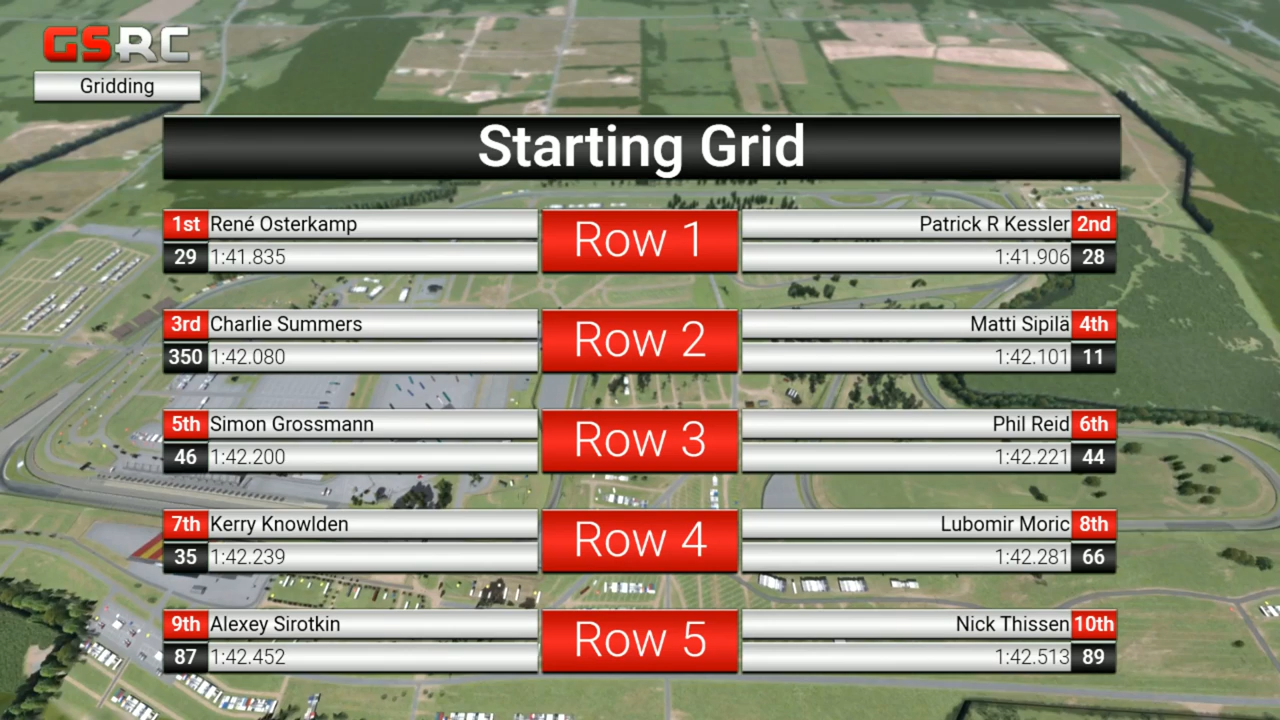 GSRC
Gridding
Starting Grid
1st René Osterkamp Row 1 Patrick R Kessler 2nd
29 1:41.835 1:41.906 28
3rd Charlie Summers Row 2 Matti Sipilä 4th
350 1:42.080 1:42.101 11
5th Simon Grossmann Row 3 Phil Reid 6th
46 1:42.200 1:42.221 44
7th Kerry Knowlden Row 4 Lubomir Moric 8th
35 1:42.239 1:42.281 66
9th Alexey Sirotkin Row 5 Nick Thissen 10th
87 1:42.452 1:42.513 89